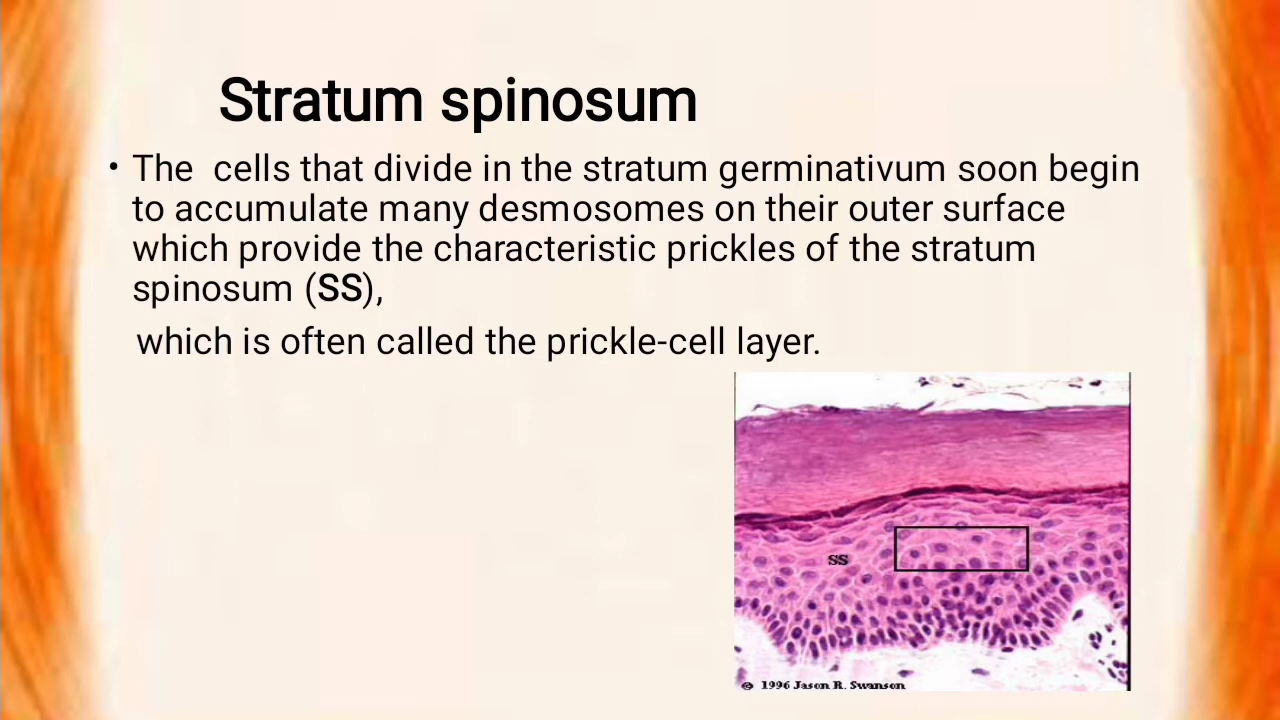 Stratum spinosum
• The cells that divide in the stratum germinativum soon begin
to accumulate many desmosomes on their outer surface
which provide the characteristic prickles of the stratum
spinosum (SS),
which is often called the prickle-cell layer.
SS
© 1996 Jason R. Swanson